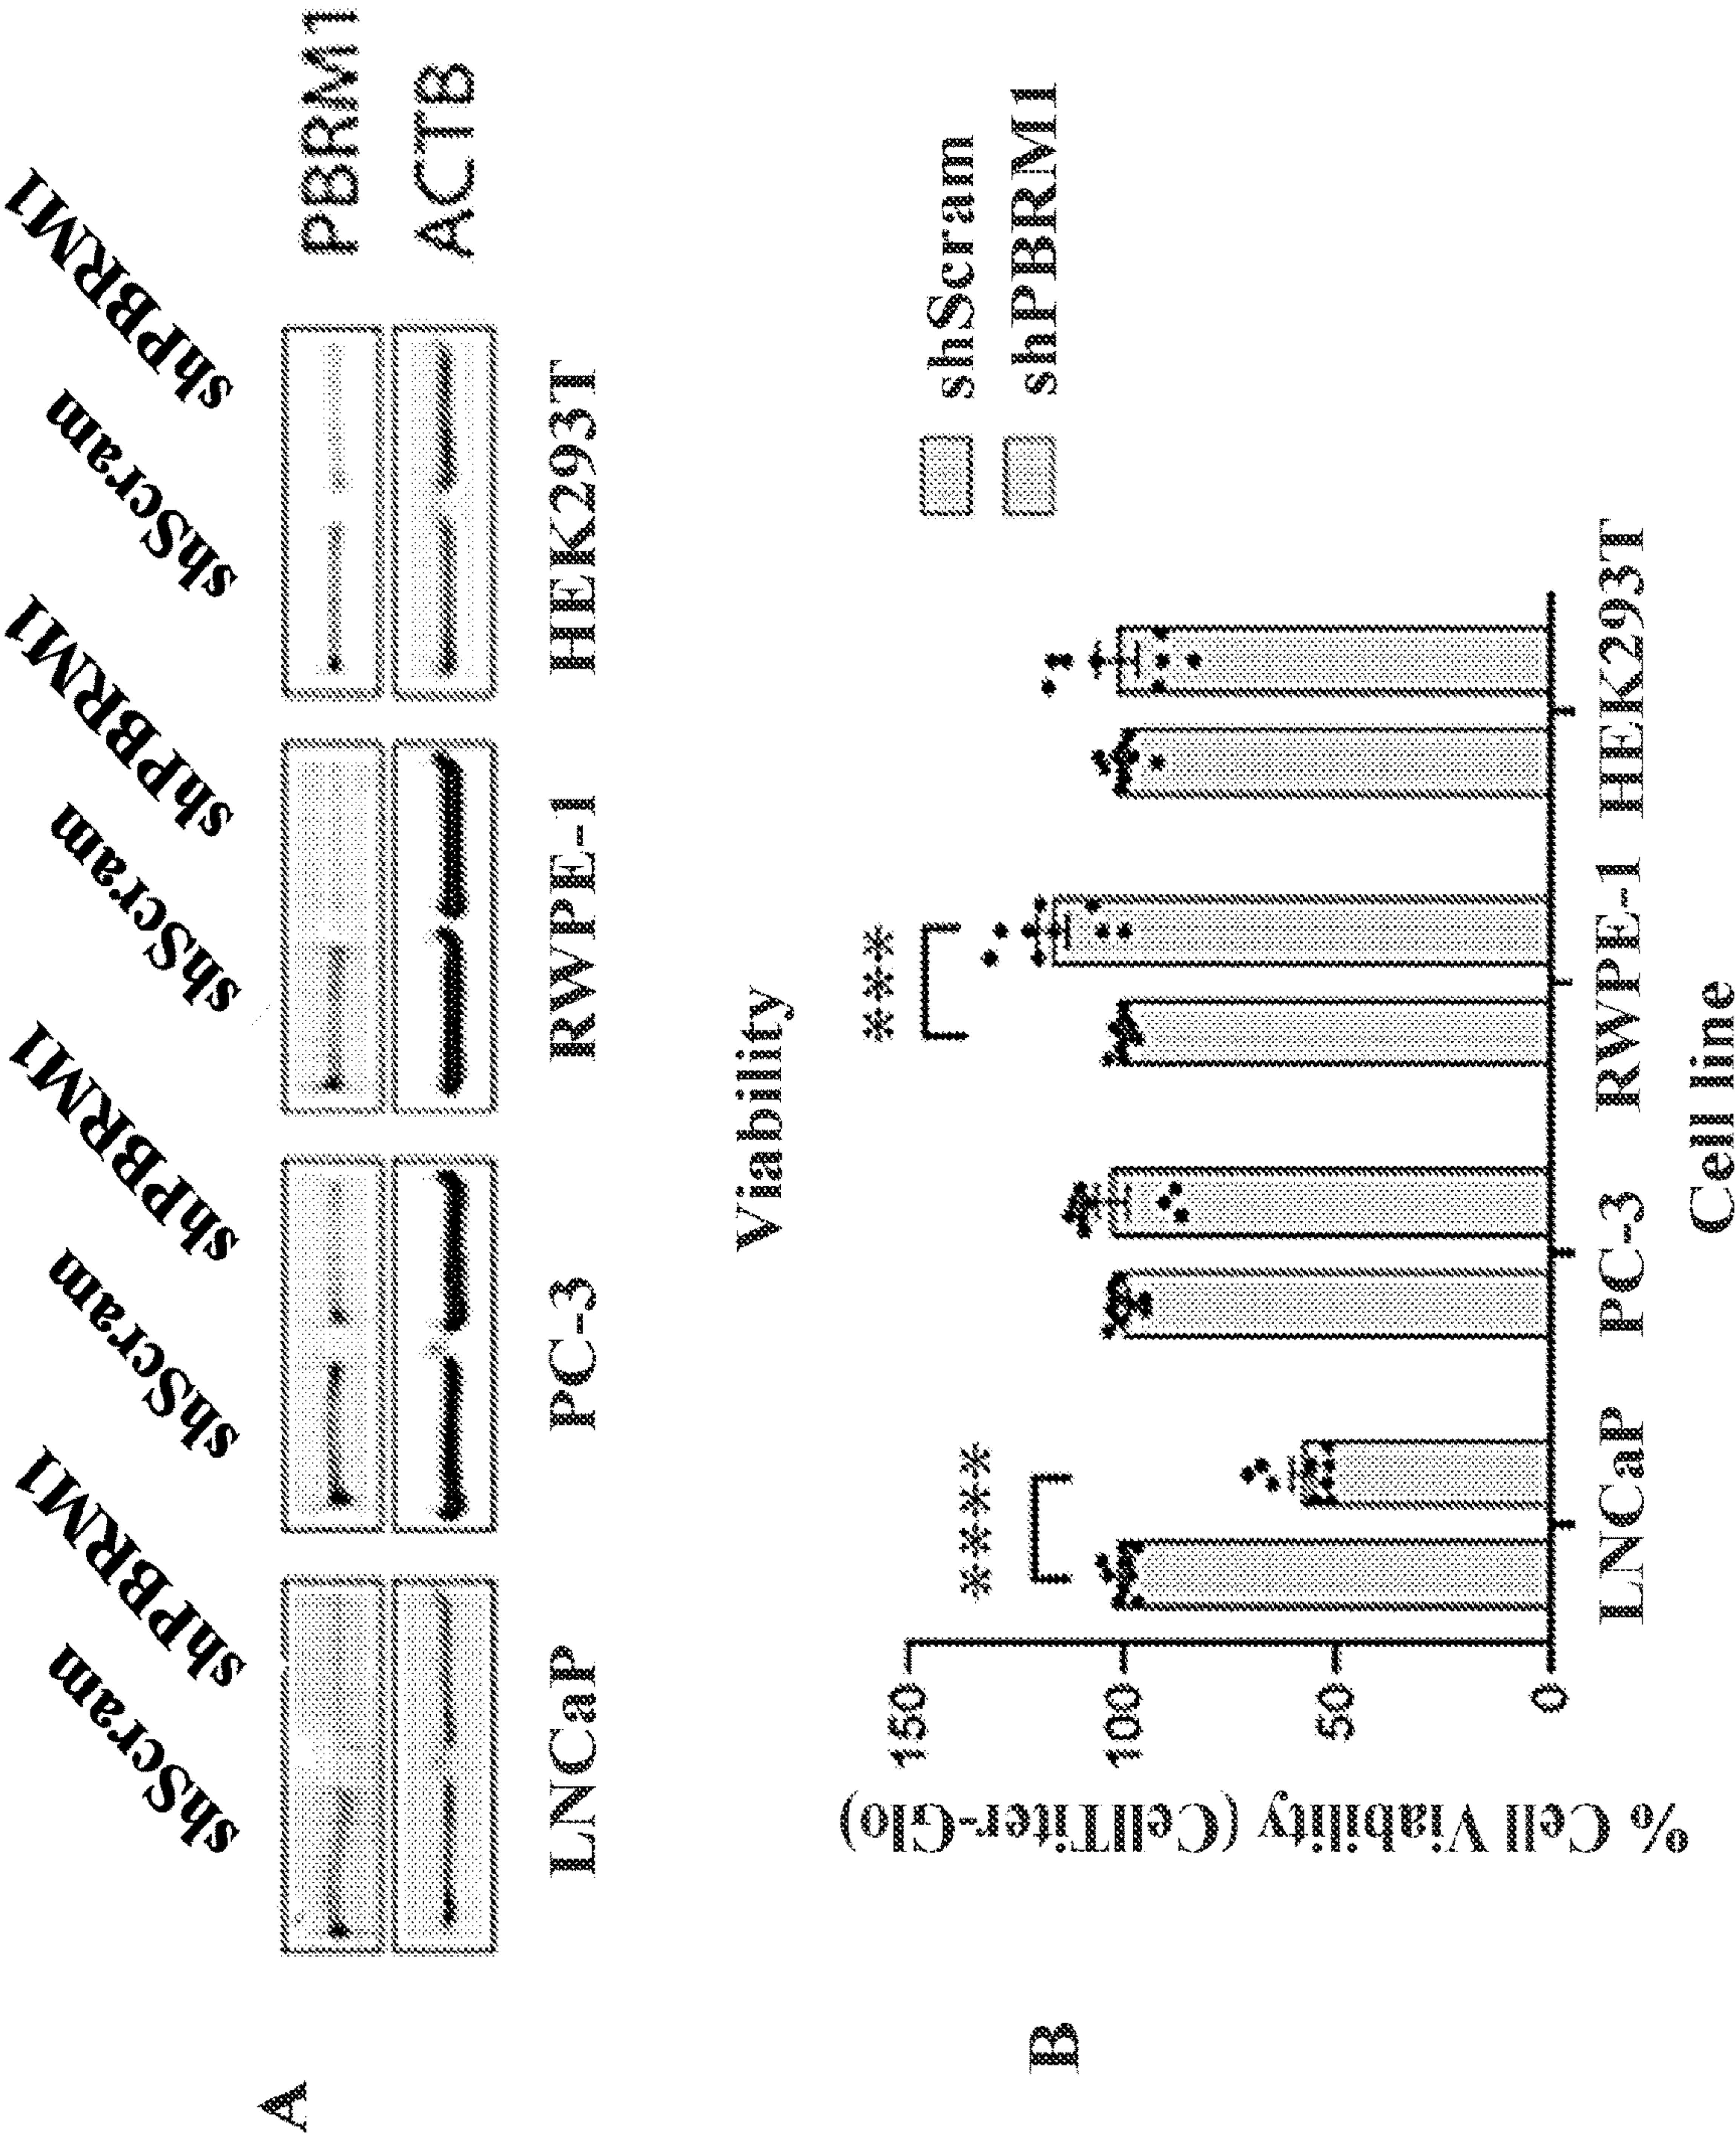 A
shScram shPBRM1 shScram shPBRM1 shScram shPBRM1 shScram shPBRM1
PBRM1
ACTB
LNCaP PC-3 RWPE-1 HEK293T
B
Viability
% Cell Viability (CellTiter-Glo)
150
100
50
0
****
****
shScram
shPBRM1
LNCaP PC-3 RWPE-1 HEK293T
Cell line